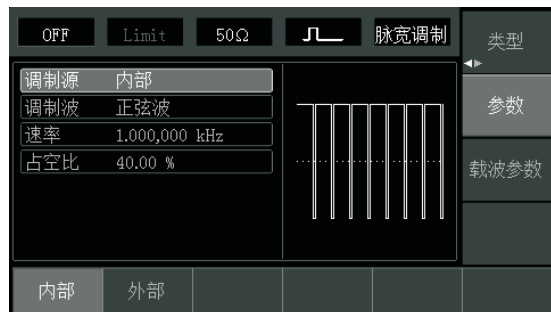 OFF Limit 50Ω 脉宽调制 类型
调制源 内部
调制波 正弦波
速率 1.000,000 kHz
占空比 40.00 %
参数
载波参数
内部 外部